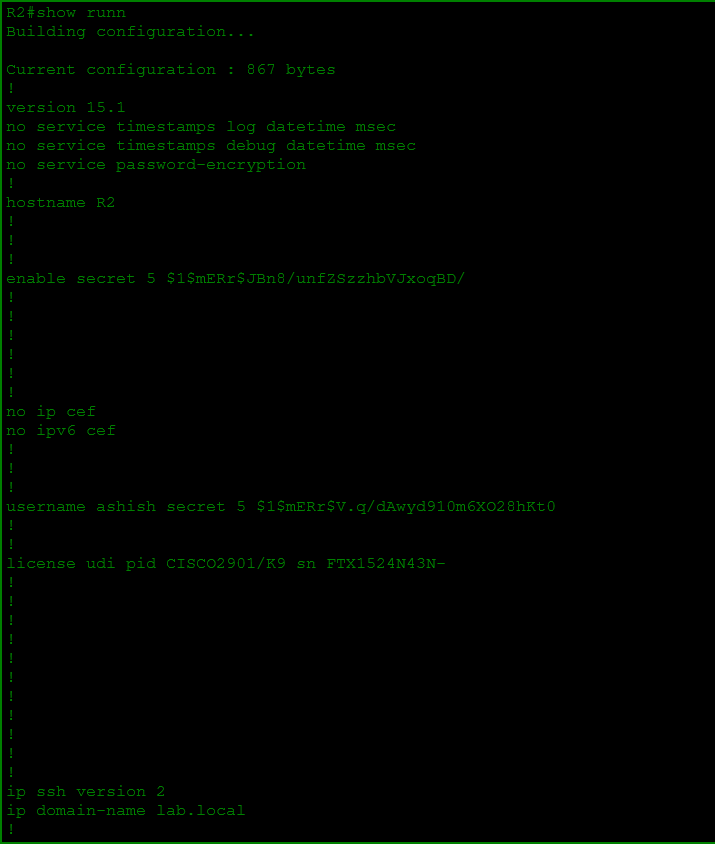 R2#show runn
Building configuration...
Current configuration : 867 bytes
!
version 15.1
no service timestamps log datetime msec
no service timestamps debug datetime msec
no service password-encryption
!
hostname R2
!
!
!
enable secret 5 $1$mERr$JBn8/unfZSzzhbVJxoqBD/
!
!
!
!
!
!
no ip cef
no ipv6 cef
!
!
!
username ashish secret 5 $1$mERr$V.q/dAwyd910m6XO28hKt0
!
!
license udi pid CISCO2901/K9 sn FTX1524N43N-
!
!
!
!
!
!
!
!
!
!
!
ip ssh version 2
ip domain-name lab.local
!